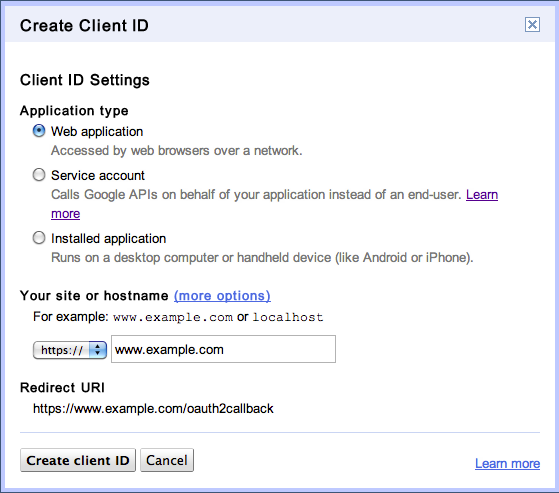 Create Client ID
Client ID Settings
Application type
Web application
Accessed by web browsers over a network.
Service account
Calls Google APIs on behalf of your application instead of an end-user. Learn
more
Installed application
Runs on a desktop computer or handheld device (like Android or iPhone).
Your site or hostname (more options)
For example: www.example.com or localhost
https:// www.example.com
Redirect URI
https://www.example.com/oauth2callback
Create client ID Cancel Learn more